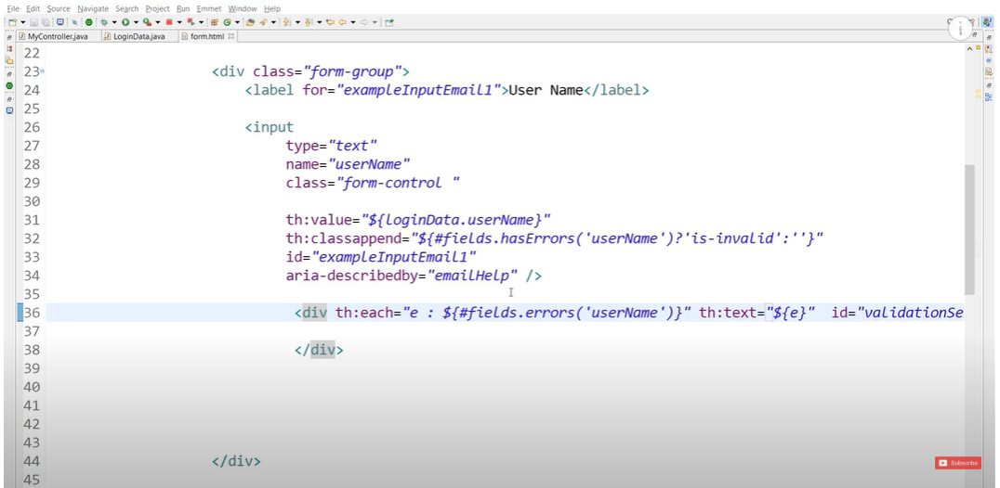 File Edit Source Navigate Search Project Run Emmet Window Help
MyController.java LoginData.java form.html
22
23 <div class="form-group">
24 <label for="exampleInputEmail1">User Name</label>
25
26 <input
27 type="text"
28 name="userName"
29 class="form-control "
30
31 th:value="${loginData.userName}"
32 th:classappend="${#fields.hasErrors('userName')?'is-invalid':''}"
33 id="exampleInputEmail1"
34 aria-describedby="emailHelp" />
35
36 <div th:each="e : ${#fields.errors('userName')}" th:text="${e}" id="validationSe
37
38 </div>
39
40
41
42
43
44 </div>
45
Subscribe